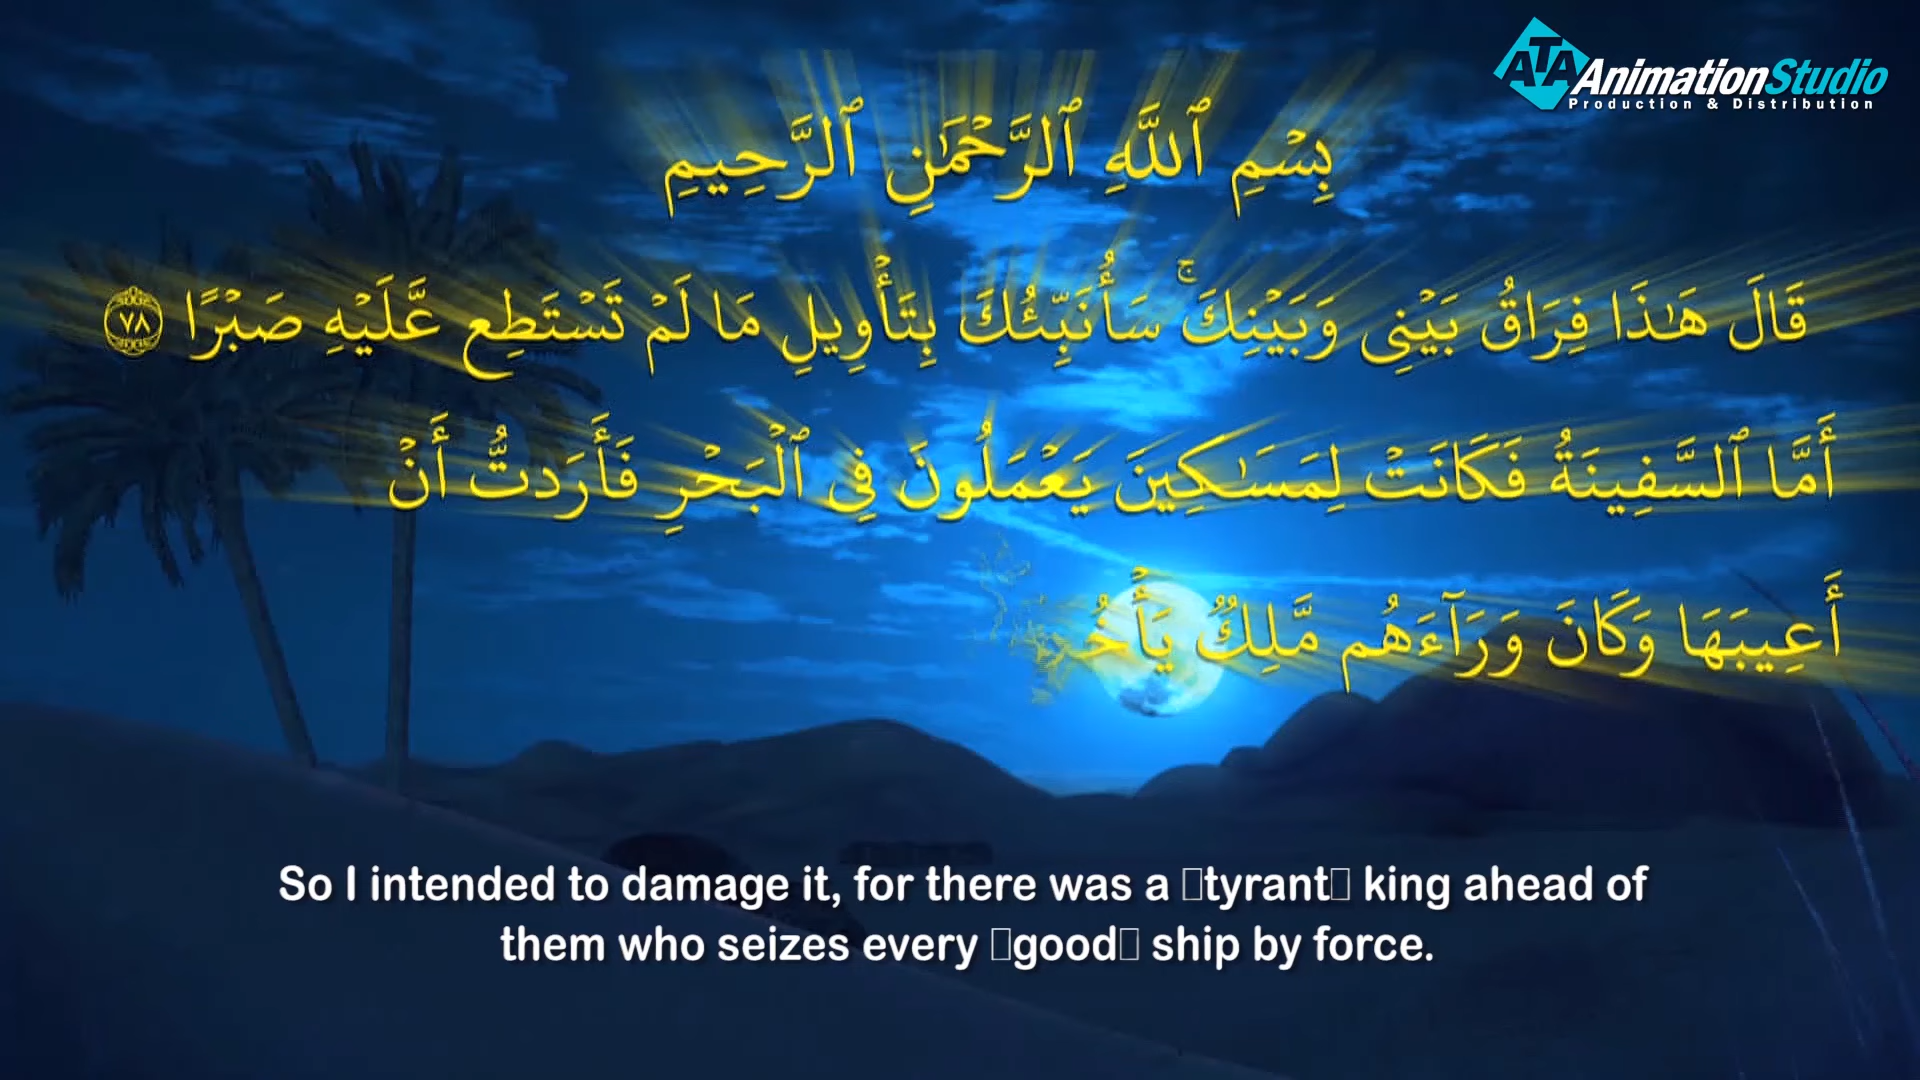 ATA AnimationStudio
Production & Distribution
بِسْمِ ٱللَّهِ ٱلرَّحْمَٰنِ ٱلرَّحِيمِ
قَالَ هَٰذَا فِرَاقُ بَيْنِى وَبَيْنِكَ ۚ سَأُنَبِّئُكَ بِتَأْوِيلِ مَا لَمْ تَسْتَطِع عَّلَيْهِ صَبْرًا ٧٨
أَمَّا ٱلسَّفِينَةُ فَكَانَتْ لِمَسَٰكِينَ يَعْمَلُونَ فِى ٱلْبَحْرِ فَأَرَدتُّ أَنْ
أَعِيبَهَا وَكَانَ وَرَآءَهُم مَّلِكٌ
So I intended to damage it, for there was a ▯tyrant▯ king ahead of
them who seizes every ▯good▯ ship by force.